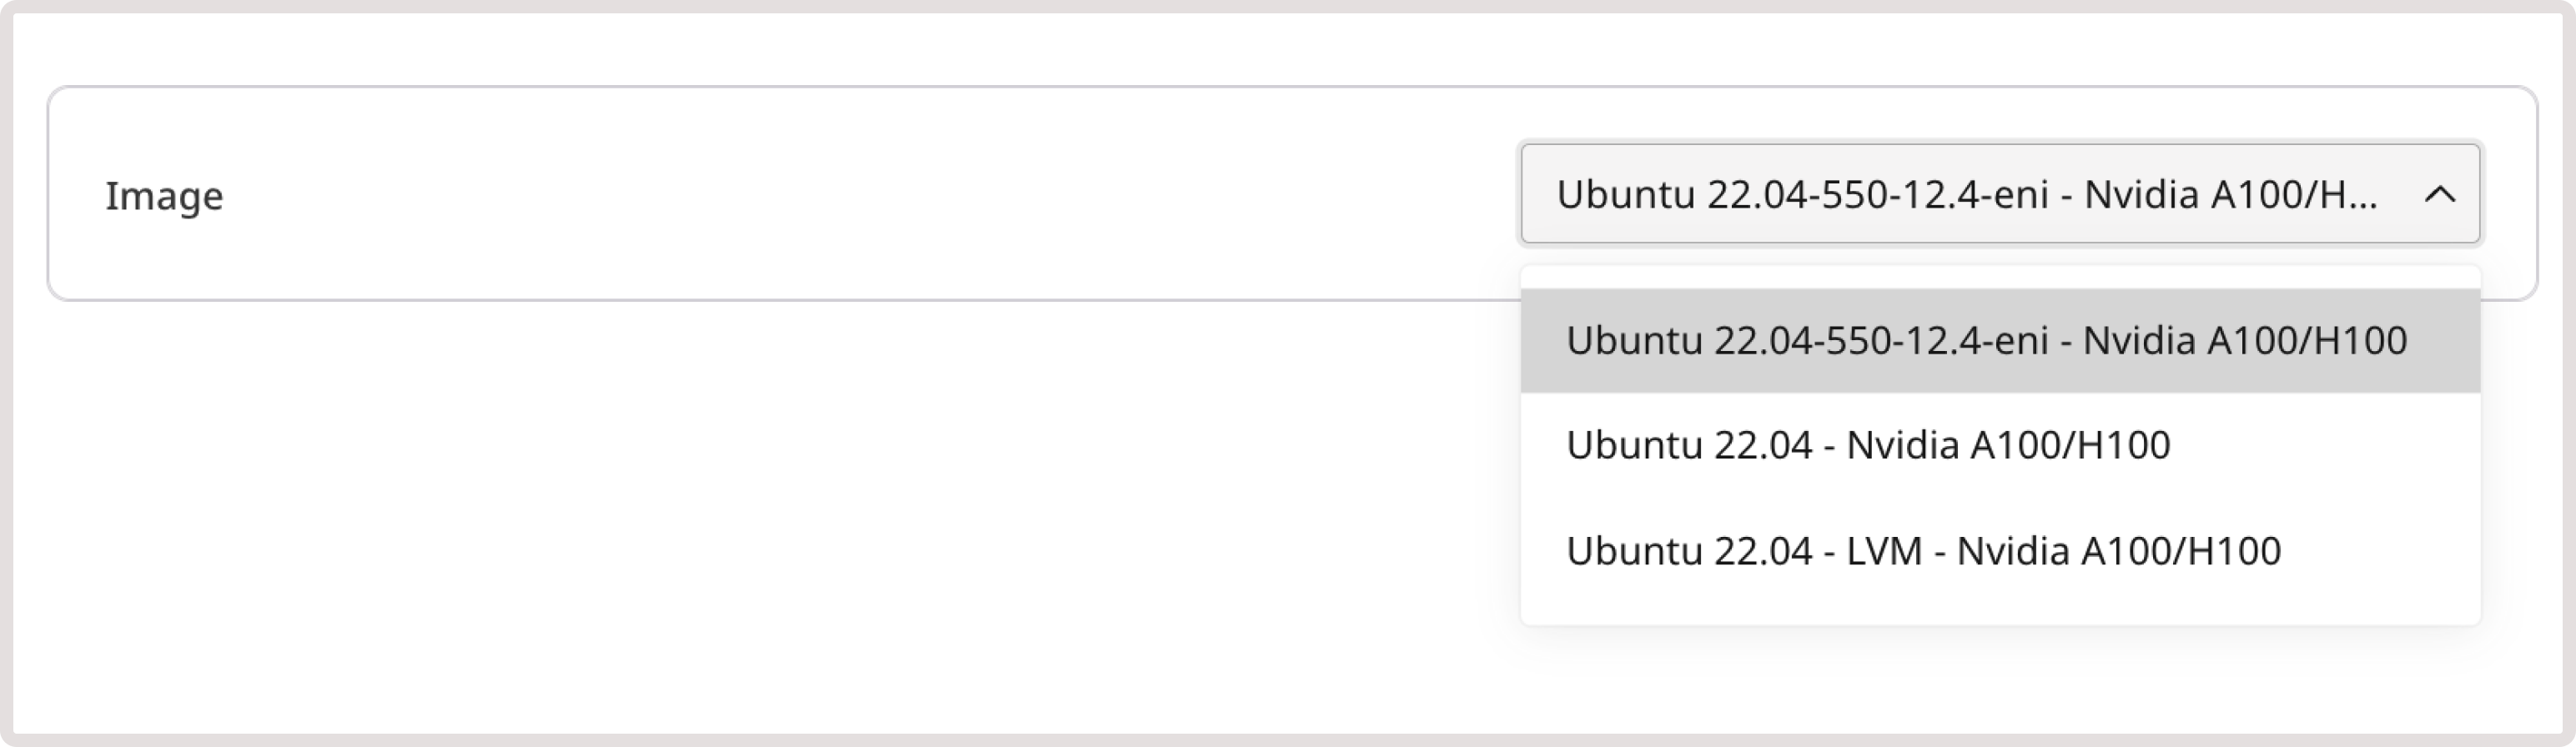 Image
Ubuntu 22.04-550-12.4-eni - Nvidia A100/H...
Ubuntu 22.04-550-12.4-eni - Nvidia A100/H100
Ubuntu 22.04 - Nvidia A100/H100
Ubuntu 22.04 - LVM - Nvidia A100/H100